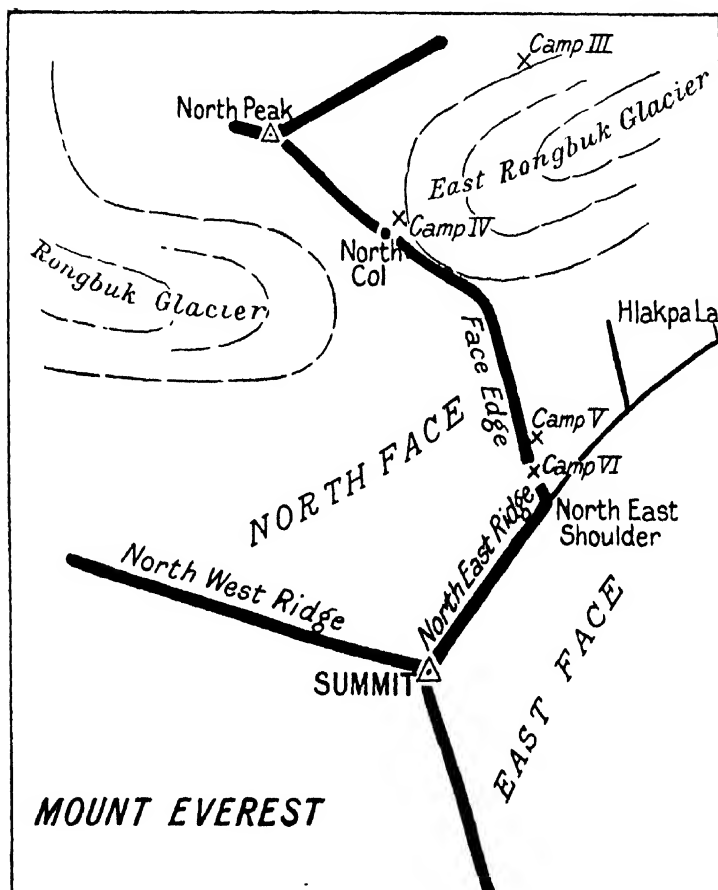 Camp III
North Peak
East Rongbuk Glacier
Camp IV
North
Col
Rongbuk Glacier
Hlakpa La
Face Edge
Camp V
NORTH FACE
Camp VI
North East
Shoulder
North East Ridge
North West Ridge
SUMMIT
EAST FACE
MOUNT EVEREST